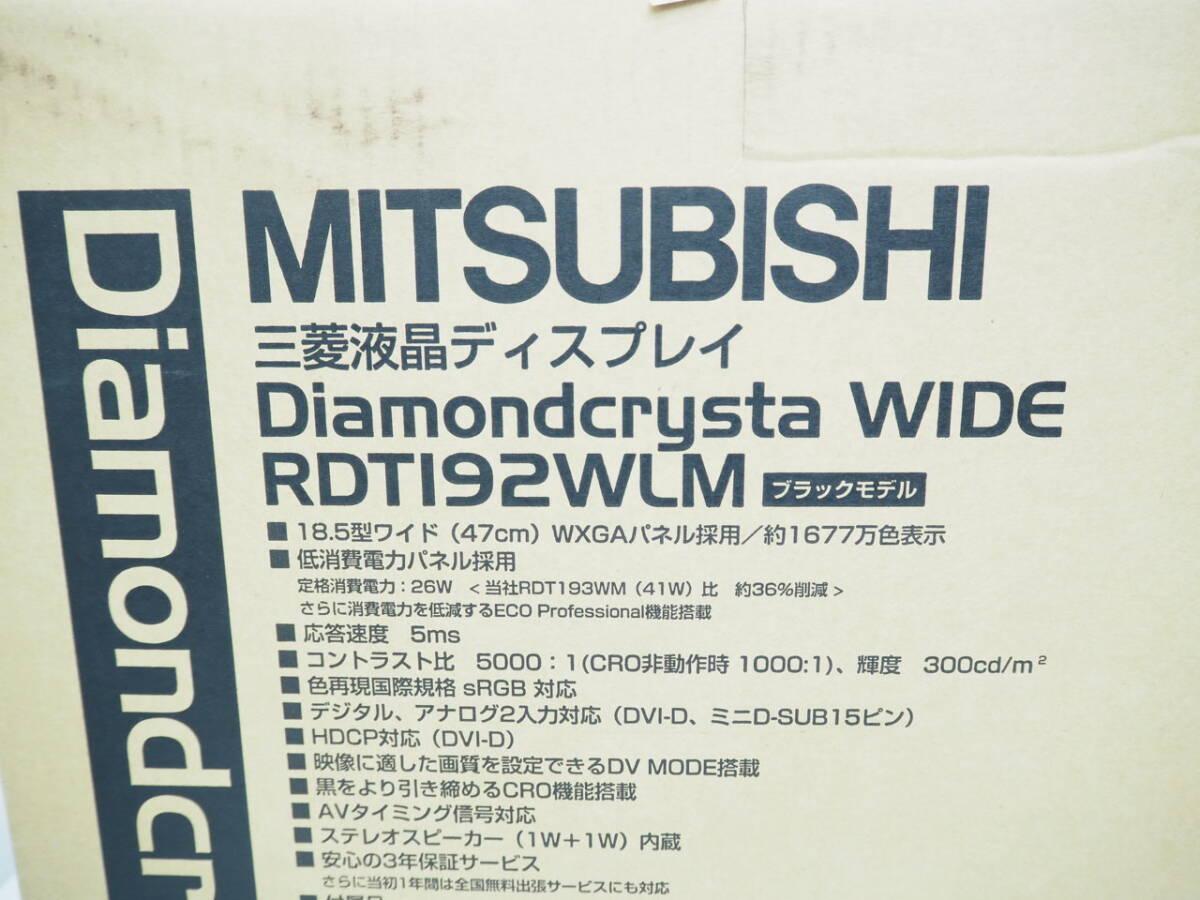 Diamondcr
MITSUBISHI
三菱液晶ディスプレイ
Diamondcrysta WIDE
RDT192WLM ブラックモデル
■ 18.5型ワイド（47cm）WXGAパネル採用／約1677万色表示
■ 低消費電力パネル採用
定格消費電力：26W ＜当社RDT193WM（41W）比 約36%削減＞
さらに消費電力を低減するECO Professional機能搭載
■ 応答速度 5ms
■ コントラスト比 5000：1(CRO非動作時 1000:1)、輝度 300cd/m²
■ 色再現国際規格 sRGB 対応
■ デジタル、アナログ2入力対応（DVI-D、ミニD-SUB15ピン）
■ HDCP対応（DVI-D）
■ 映像に適した画質を設定できるDV MODE搭載
■ 黒をより引き締めるCRO機能搭載
■ AVタイミング信号対応
■ ステレオスピーカー（1W＋1W）内蔵
■ 安心の3年保証サービス
さらに当初1年間は全国無料出張サービスにも対応